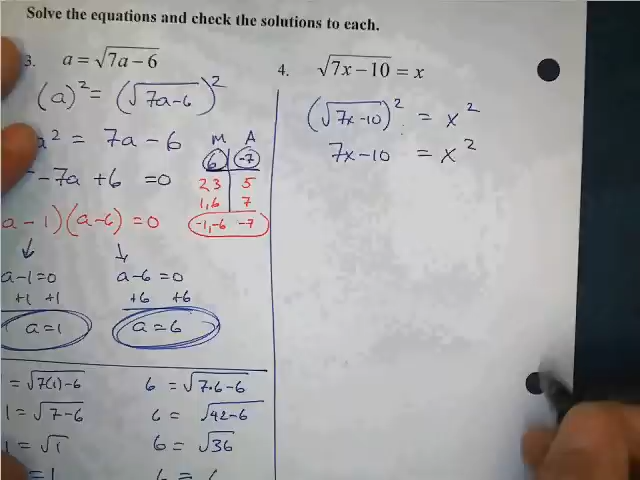 Solve the equations and check the solutions to each.
3. a = √7a − 6
(a)² = (√7a−6)²
a² = 7a − 6
− 7a + 6 = 0
M A
6 −7
2,3 5
1,6 7
−1,−6 −7
a − 1)(a − 6) = 0
a − 1 = 0 a − 6 = 0
+1 +1 +6 +6
a = 1 a = 6
= √7(1) − 6 6 = √7·6 − 6
1 = √7 − 6 6 = √42 − 6
1 = √1 6 = √36
= 1 6 =
4. √7x − 10 = x
(√7x − 10)² = x²
7x − 10 = x²